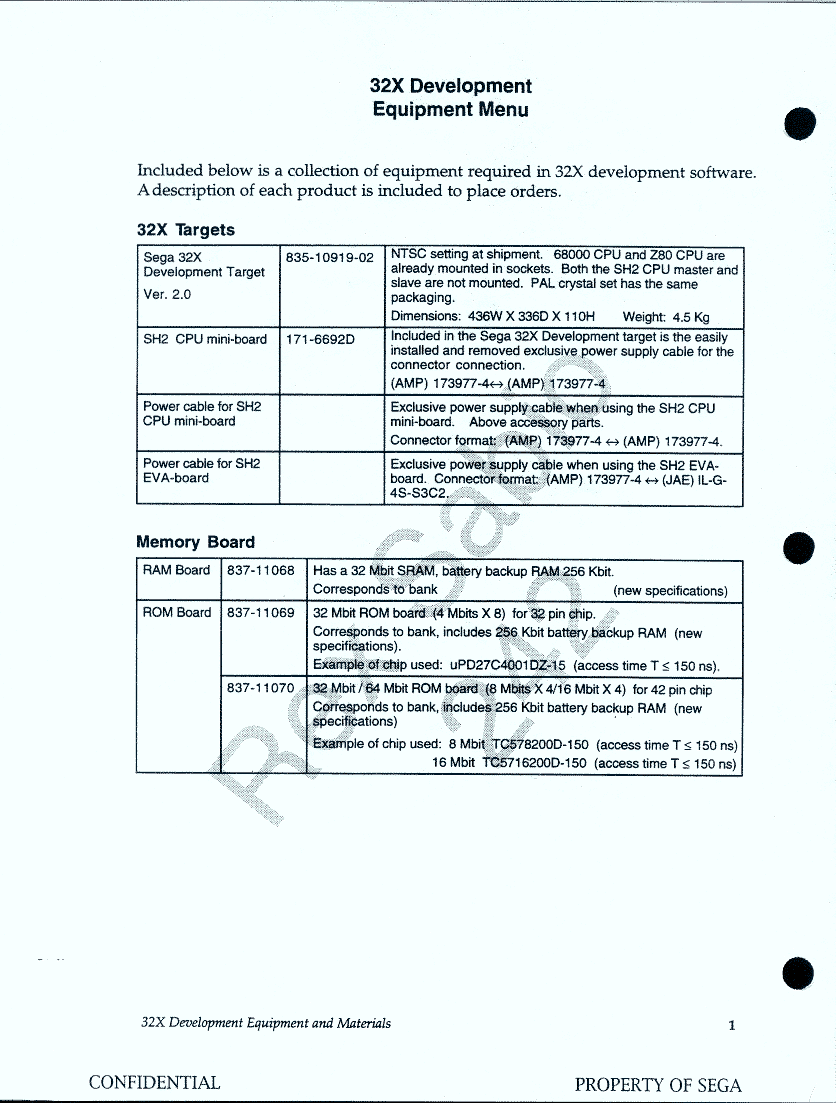 32X Development
Equipment Menu
Included below is a collection of equipment required in 32X development software.
A description of each product is included to place orders.
32X Targets
Sega 32X
Development Target
Ver. 2.0
835-10919-02
NTSC setting at shipment. 68000 CPU and Z80 CPU are
already mounted in sockets. Both the SH2 CPU master and
slave are not mounted. PAL crystal set has the same
packaging.
Dimensions: 436W X 336D X 110H Weight: 4.5 Kg
SH2 CPU mini-board
171-6692D
Included in the Sega 32X Development target is the easily
installed and removed exclusive power supply cable for the
connector connection.
(AMP) 173977-4↔ (AMP) 173977-4
Power cable for SH2
CPU mini-board
Exclusive power supply cable when using the SH2 CPU
mini-board. Above accessory parts.
Connector format: (AMP) 173977-4 ↔ (AMP) 173977-4.
Power cable for SH2
EVA-board
Exclusive power supply cable when using the SH2 EVA-
board. Connector format: (AMP) 173977-4 ↔ (JAE) IL-G-
4S-S3C2.
Memory Board
RAM Board
837-11068
Has a 32 Mbit SRAM, battery backup RAM 256 Kbit.
Corresponds to bank (new specifications)
ROM Board
837-11069
32 Mbit ROM board (4 Mbits X 8) for 32 pin chip.
Corresponds to bank, includes 256 Kbit battery backup RAM (new
specifications).
Example of chip used: uPD27C4001DZ-15 (access time T ≤ 150 ns).
837-11070
32 Mbit / 64 Mbit ROM board (8 Mbits X 4/16 Mbit X 4) for 42 pin chip
Corresponds to bank, includes 256 Kbit battery backup RAM (new
specifications)
Example of chip used: 8 Mbit TC578200D-150 (access time T ≤ 150 ns)
16 Mbit TC5716200D-150 (access time T ≤ 150 ns)
Rex Sabio
242
32X Development Equipment and Materials
1
CONFIDENTIAL
PROPERTY OF SEGA